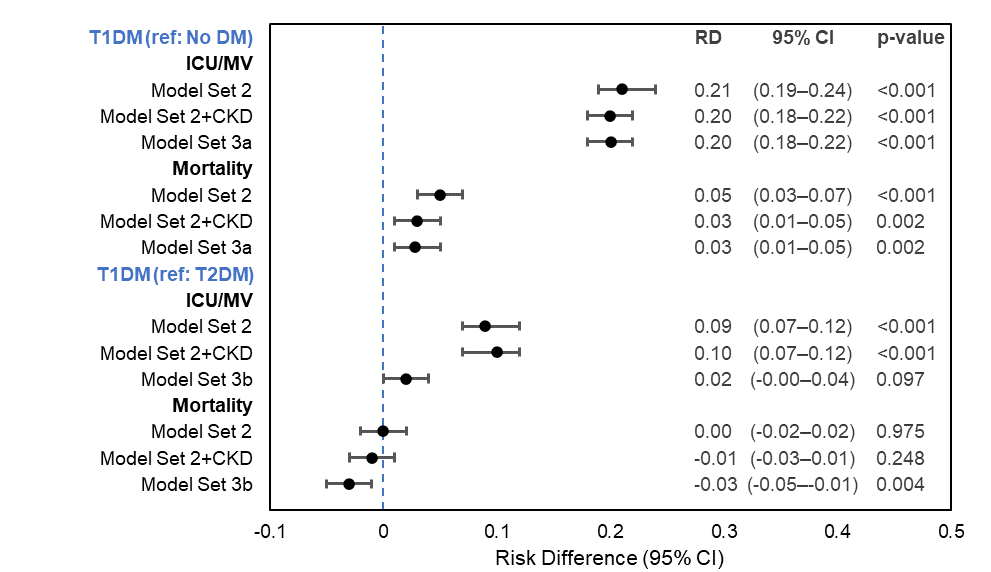 T1DM (ref: No DM) RD 95% CI p-value
ICU/MV
Model Set 2 0.21 (0.19–0.24) <0.001
Model Set 2+CKD 0.20 (0.18–0.22) <0.001
Model Set 3a 0.20 (0.18–0.22) <0.001
Mortality
Model Set 2 0.05 (0.03–0.07) <0.001
Model Set 2+CKD 0.03 (0.01–0.05) 0.002
Model Set 3a 0.03 (0.01–0.05) 0.002
T1DM (ref: T2DM)
ICU/MV
Model Set 2 0.09 (0.07–0.12) <0.001
Model Set 2+CKD 0.10 (0.07–0.12) <0.001
Model Set 3b 0.02 (-0.00–0.04) 0.097
Mortality
Model Set 2 0.00 (-0.02–0.02) 0.975
Model Set 2+CKD -0.01 (-0.03–0.01) 0.248
Model Set 3b -0.03 (-0.05–-0.01) 0.004
-0.1 0 0.1 0.2 0.3 0.4 0.5
Risk Difference (95% CI)